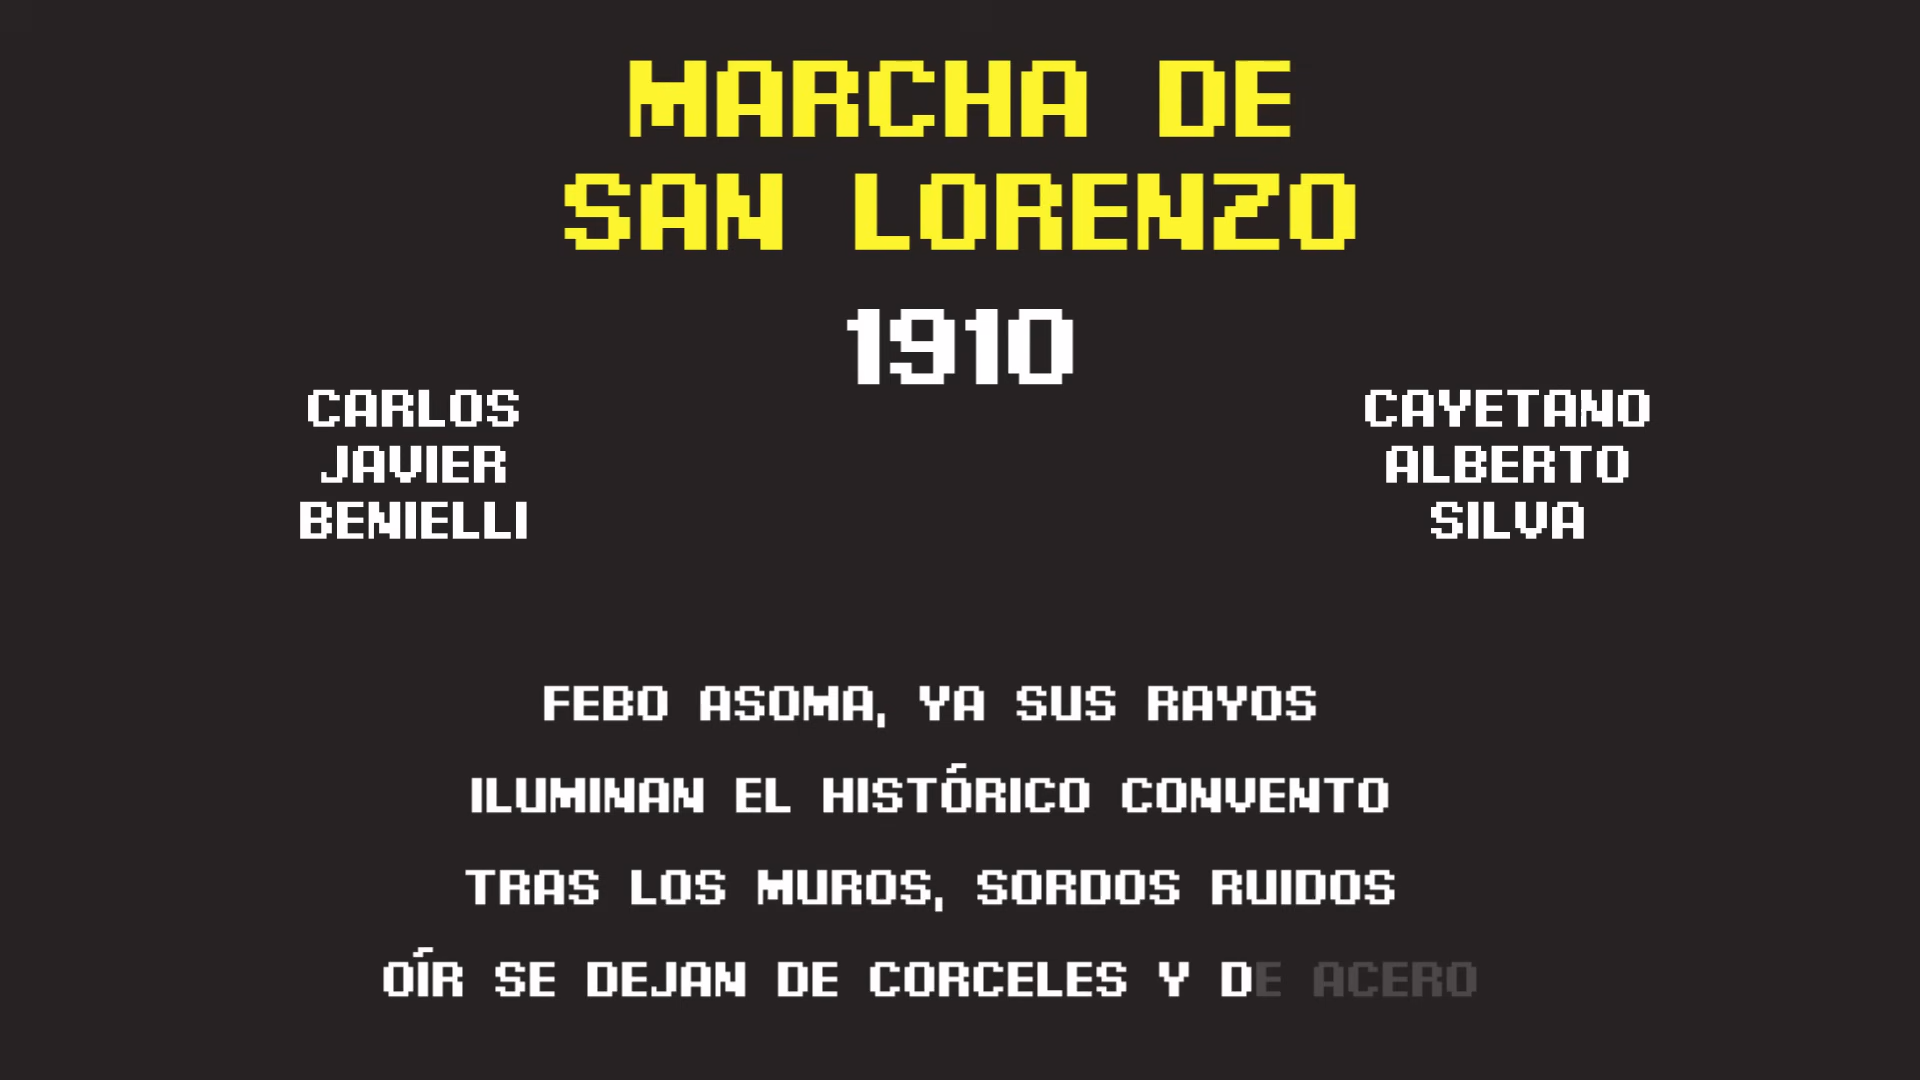 MARCHA DE
SAN LORENZO
1910
CARLOS
JAVIER
BENIELLI
CAYETANO
ALBERTO
SILVA
FEBO ASOMA, YA SUS RAYOS
ILUMINAN EL HISTÓRICO CONVENTO
TRAS LOS MUROS, SORDOS RUIDOS
OÍR SE DEJAN DE CORCELES Y DE ACERO